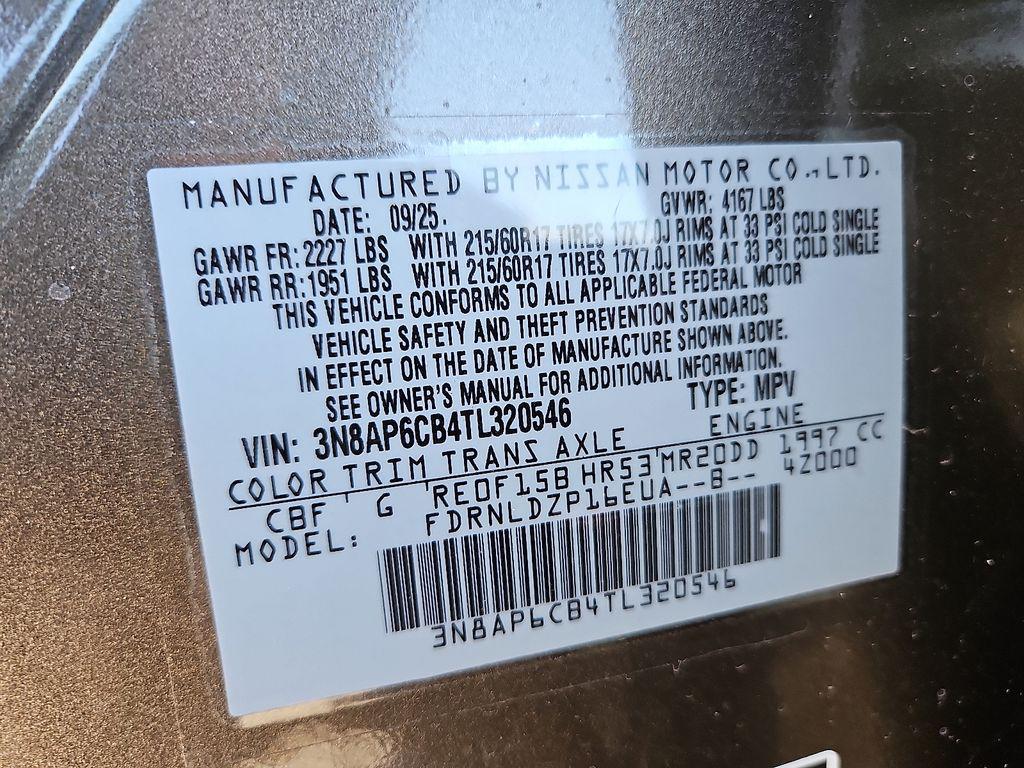 MANUFACTURED BY NISSAN MOTOR CO.,LTD.
DATE: 09/25. GVWR: 4167 LBS
GAWR FR: 2227 LBS WITH 215/60R17 TIRES 17X7.0J RIMS AT 33 PSI COLD SINGLE
GAWR RR: 1951 LBS WITH 215/60R17 TIRES 17X7.0J RIMS AT 33 PSI COLD SINGLE
THIS VEHICLE CONFORMS TO ALL APPLICABLE FEDERAL MOTOR
VEHICLE SAFETY AND THEFT PREVENTION STANDARDS
IN EFFECT ON THE DATE OF MANUFACTURE SHOWN ABOVE.
SEE OWNER'S MANUAL FOR ADDITIONAL INFORMATION.
VIN: 3N8AP6CB4TL320546 TYPE: MPV
COLOR TRIM TRANS AXLE ENGINE
CBF G RE0F15B HR53 MR20DD 1997 CC
MODEL: FDRNLDZP16EUA--B-- 4Z000
3N8AP6CB4TL320546